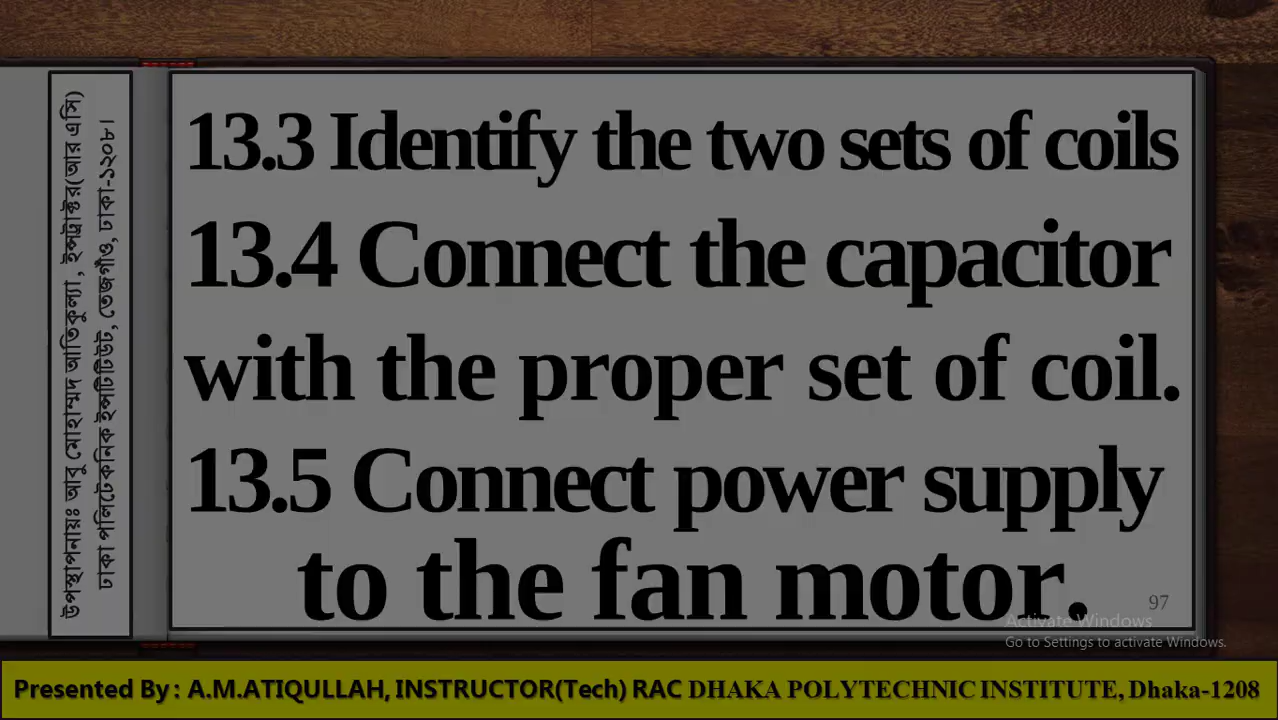 উপস্থাপনায়ঃ আবু মোহাম্মদ আতিকুল্যা , ইন্সট্রাক্টর(আর এসি)
ঢাকা পলিটেকনিক ইন্সটিটিউট, তেজগাঁও, ঢাকা-১২০৮।
13.3 Identify the two sets of coils
13.4 Connect the capacitor
with the proper set of coil.
13.5 Connect power supply
to the fan motor.
97
Activate Windows
Go to Settings to activate Windows.
Presented By : A.M.ATIQULLAH, INSTRUCTOR(Tech) RAC DHAKA POLYTECHNIC INSTITUTE, Dhaka-1208